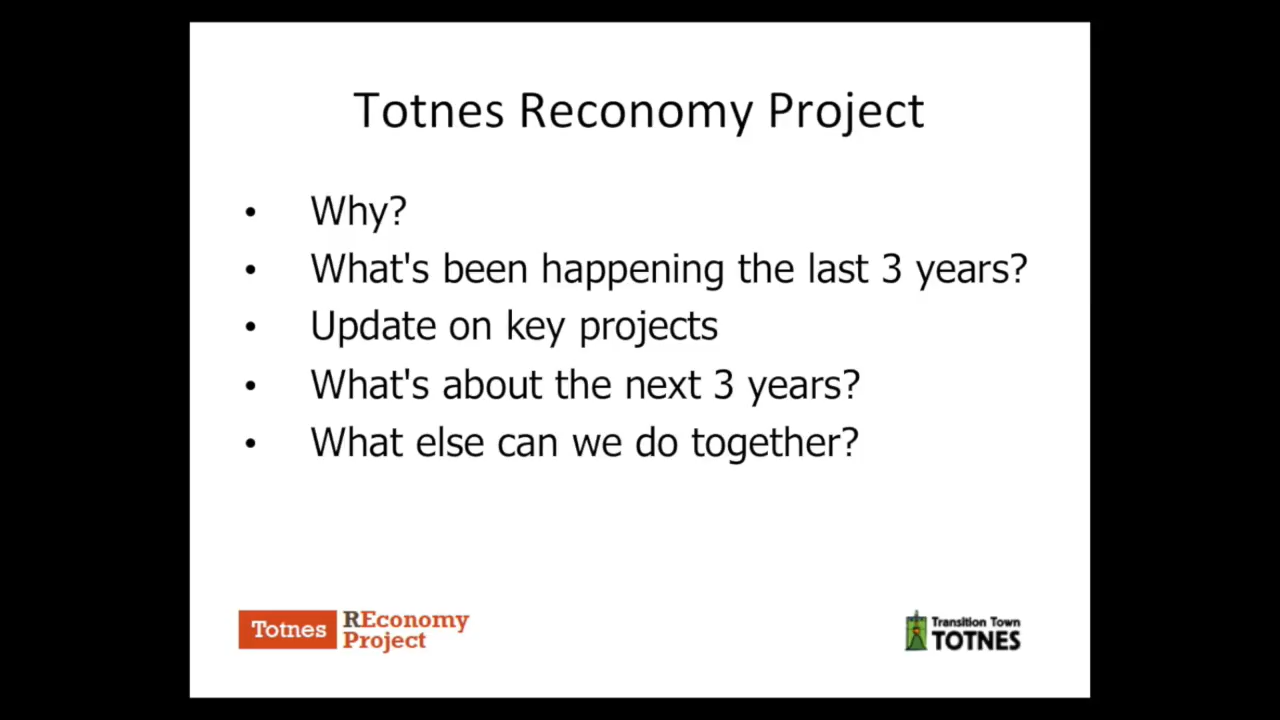 Totnes Reconomy Project
• Why?
• What's been happening the last 3 years?
• Update on key projects
• What's about the next 3 years?
• What else can we do together?
Totnes
REconomy
Project
Transition Town
TOTNES